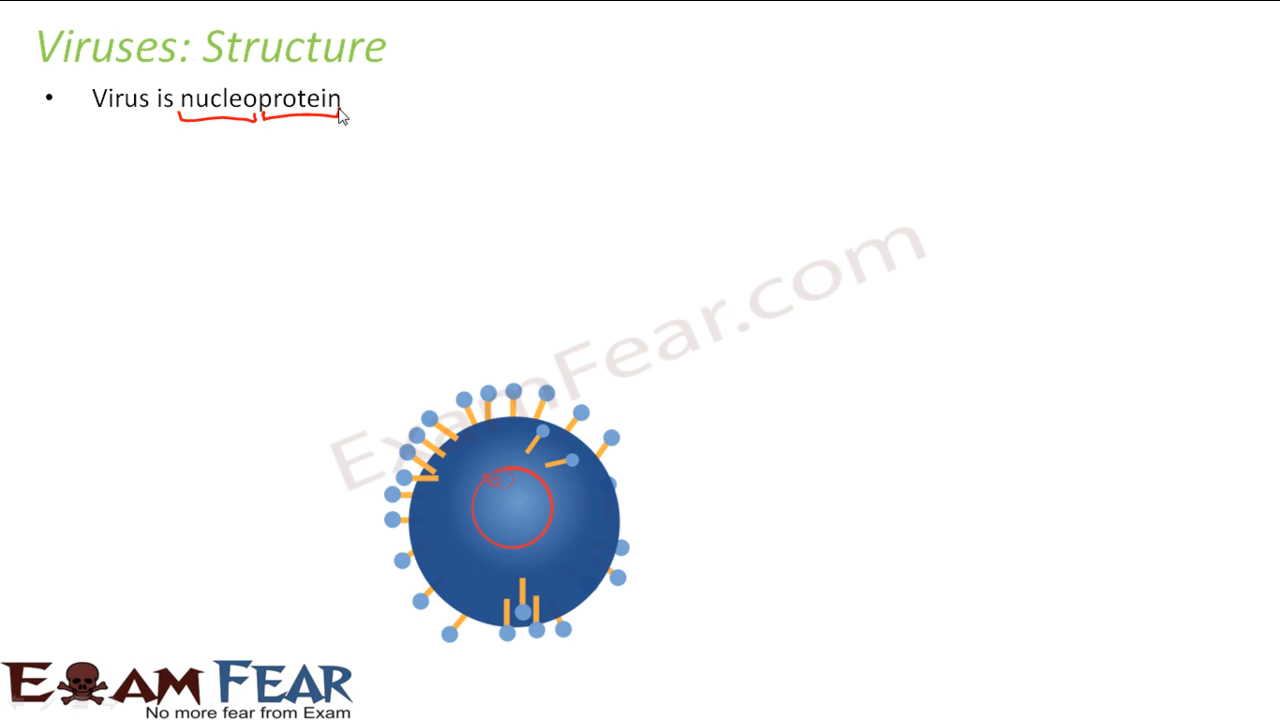 Viruses: Structure
• Virus is nucleoprotein
ExamFear.com
EXAM FEAR
No more fear from Exam